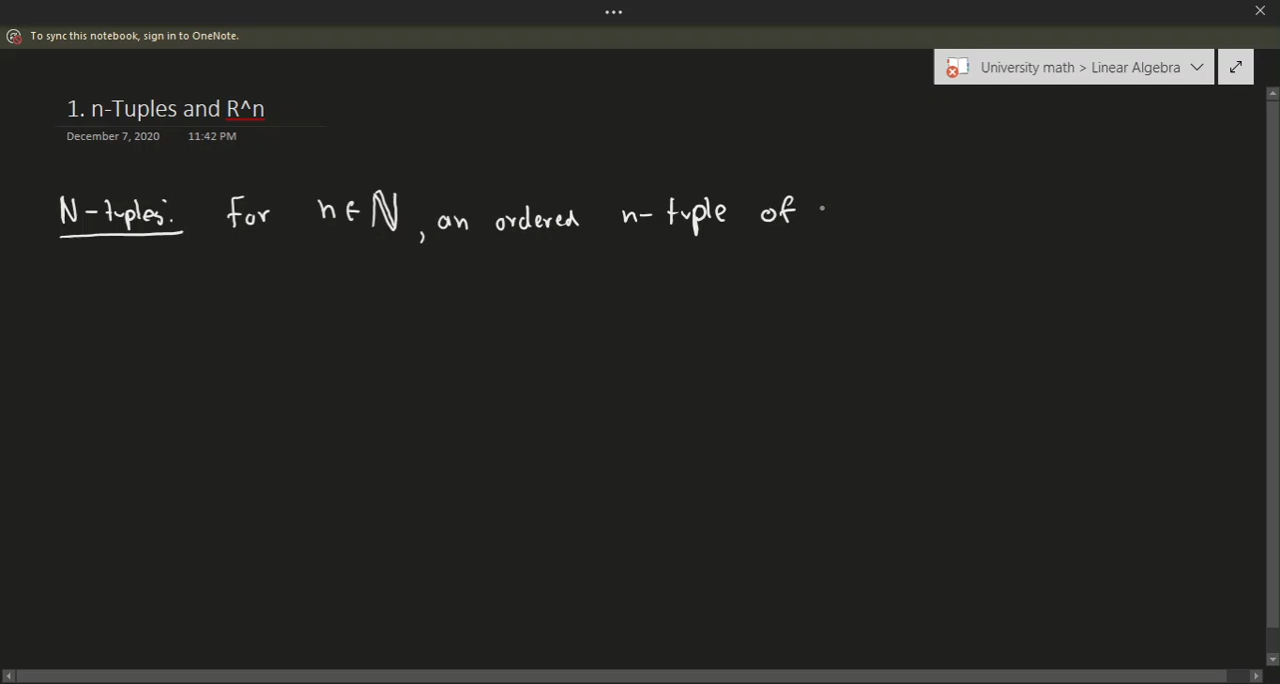 To sync this notebook, sign in to OneNote.
University math > Linear Algebra
1. n-Tuples and R^n
December 7, 2020 11:42 PM
N-tuples: For n ∈ ℕ, an ordered n-tuple of